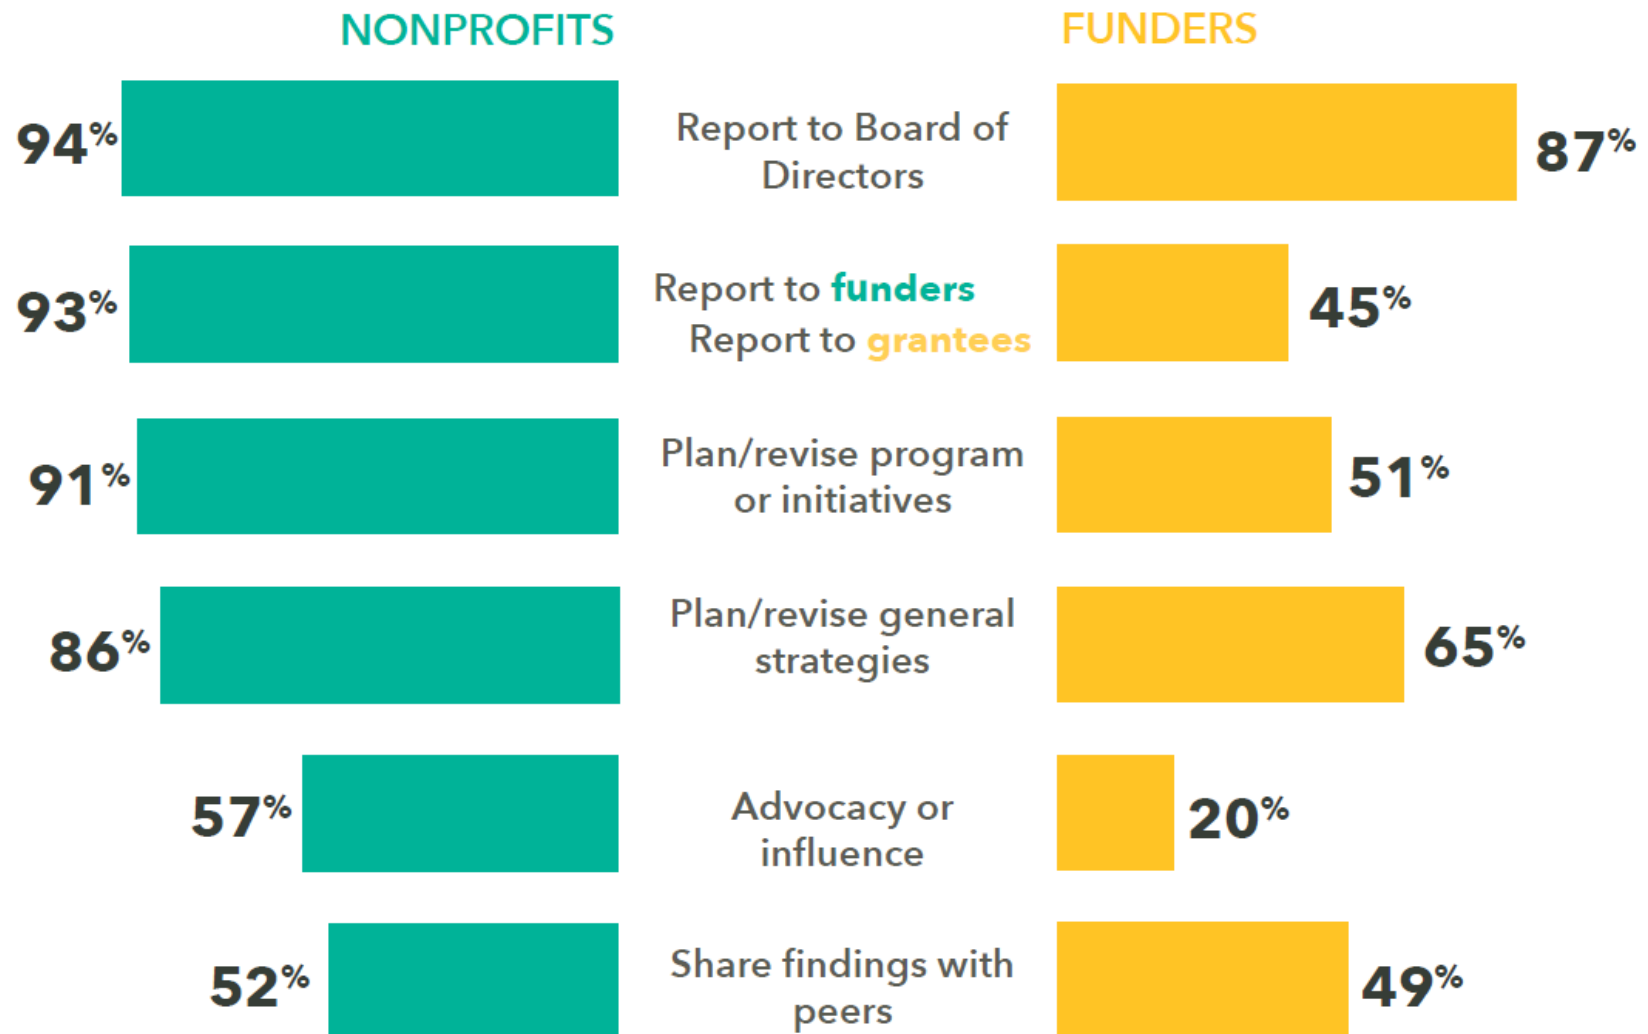 NONPROFITS
FUNDERS
94%
Report to Board of
Directors
87%
93%
Report to funders
Report to grantees
45%
91%
Plan/revise program
or initiatives
51%
86%
Plan/revise general
strategies
65%
57%
Advocacy or
influence
20%
52%
Share findings with
peers
49%